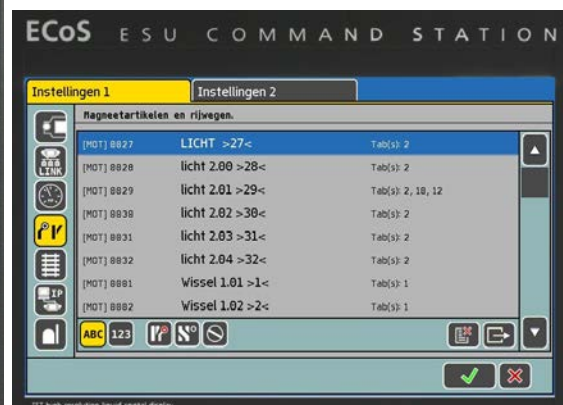 ECoS ESU COMMAND STATION
Instellingen 1 Instellingen 2
Magneetartikelen en rijwegen.
[MOT] 0027 LICHT >27< Tab(s): 2
[MOT] 0028 licht 2.00 >28< Tab(s): 2
[MOT] 0029 licht 2.01 >29< Tab(s): 2, 10, 12
[MOT] 0030 licht 2.02 >30< Tab(s): 2
[MOT] 0031 licht 2.03 >31< Tab(s): 2
[MOT] 0032 licht 2.04 >32< Tab(s): 2
[MOT] 0001 Wissel 1.01 >1< Tab(s): 1
[MOT] 0002 Wissel 1.02 >2< Tab(s): 1
LINK
IP
ABC 123